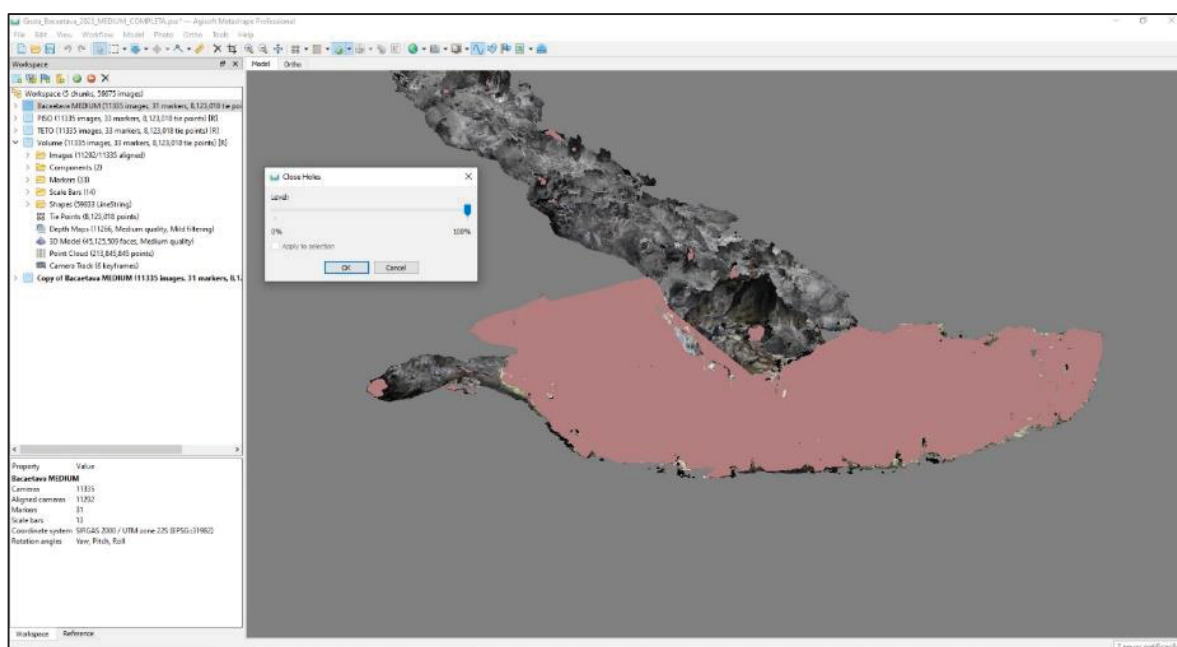 Gruta_Bacaetava_2023_MEDIUM_COMPLETA.psx* — Agisoft Metashape Professional
File Edit View Workflow Model Photo Ortho Tools Help
Workspace
Model Ortho
Workspace (5 chunks, 56675 images)
Bacaetava MEDIUM (11335 images, 31 markers, 8,123,018 tie poi
PISO (11335 images, 33 markers, 8,123,018 tie points) [R]
TETO (11335 images, 33 markers, 8,123,018 tie points) [R]
Volume (11335 images, 33 markers, 8,123,018 tie points) [R]
Images (11292/11335 aligned)
Components (2)
Markers (33)
Scale Bars (14)
Shapes (59833 LineString)
Tie Points (8,123,018 points)
Depth Maps (11266, Medium quality, Mild filtering)
3D Model (45,125,509 faces, Medium quality)
Point Cloud (213,845,845 points)
Camera Track (6 keyframes)
Copy of Bacaetava MEDIUM (11335 images, 31 markers, 8,1
Close Holes
Level:
0% 100%
Apply to selection
OK Cancel
Property Value
Bacaetava MEDIUM
Cameras 11335
Aligned cameras 11292
Markers 31
Scale bars 13
Coordinate system SIRGAS 2000 / UTM zone 22S (EPSG::31982)
Rotation angles Yaw, Pitch, Roll
Workspace Reference